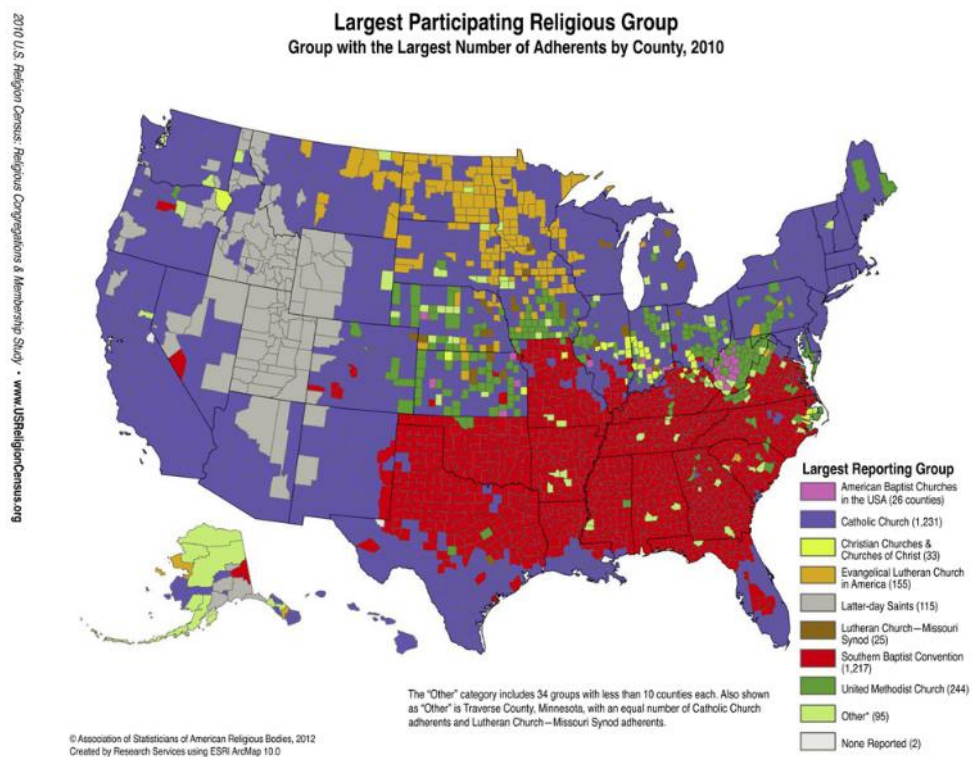 Largest Participating Religious Group
Group with the Largest Number of Adherents by County, 2010
2010 U.S. Religion Census: Religious Congregations & Membership Study • www.USReligionCensus.org
Largest Reporting Group
American Baptist Churches
in the USA (26 counties)
Catholic Church (1,231)
Christian Churches &
Churches of Christ (33)
Evangelical Lutheran Church
in America (155)
Latter-day Saints (115)
Lutheran Church—Missouri
Synod (25)
Southern Baptist Convention
(1,217)
United Methodist Church (244)
Other* (95)
None Reported (2)
The "Other" category includes 34 groups with less than 10 counties each. Also shown
as "Other" is Traverse County, Minnesota, with an equal number of Catholic Church
adherents and Lutheran Church—Missouri Synod adherents.
© Association of Statisticians of American Religious Bodies, 2012
Created by Research Services using ESRI ArcMap 10.0